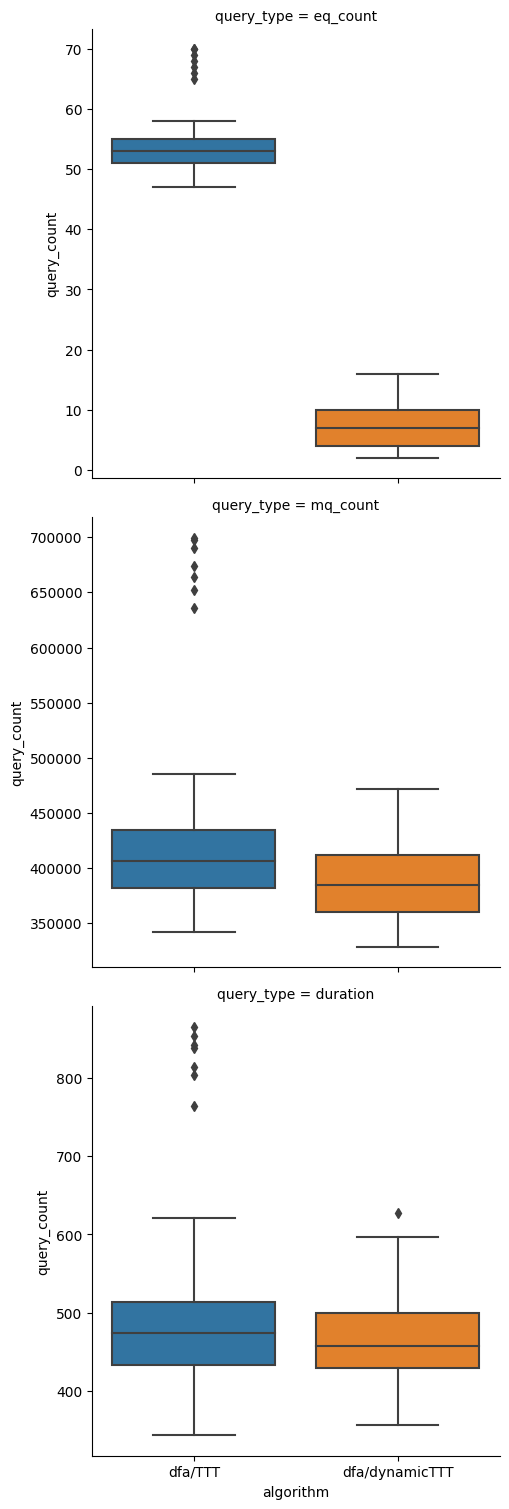 query_type = eq_count
70
60
50
40
30
20
10
0
query_count
query_type = mq_count
700000
650000
600000
550000
500000
450000
400000
350000
query_count
query_type = duration
800
700
600
500
400
query_count
dfa/TTT
dfa/dynamicTTT
algorithm